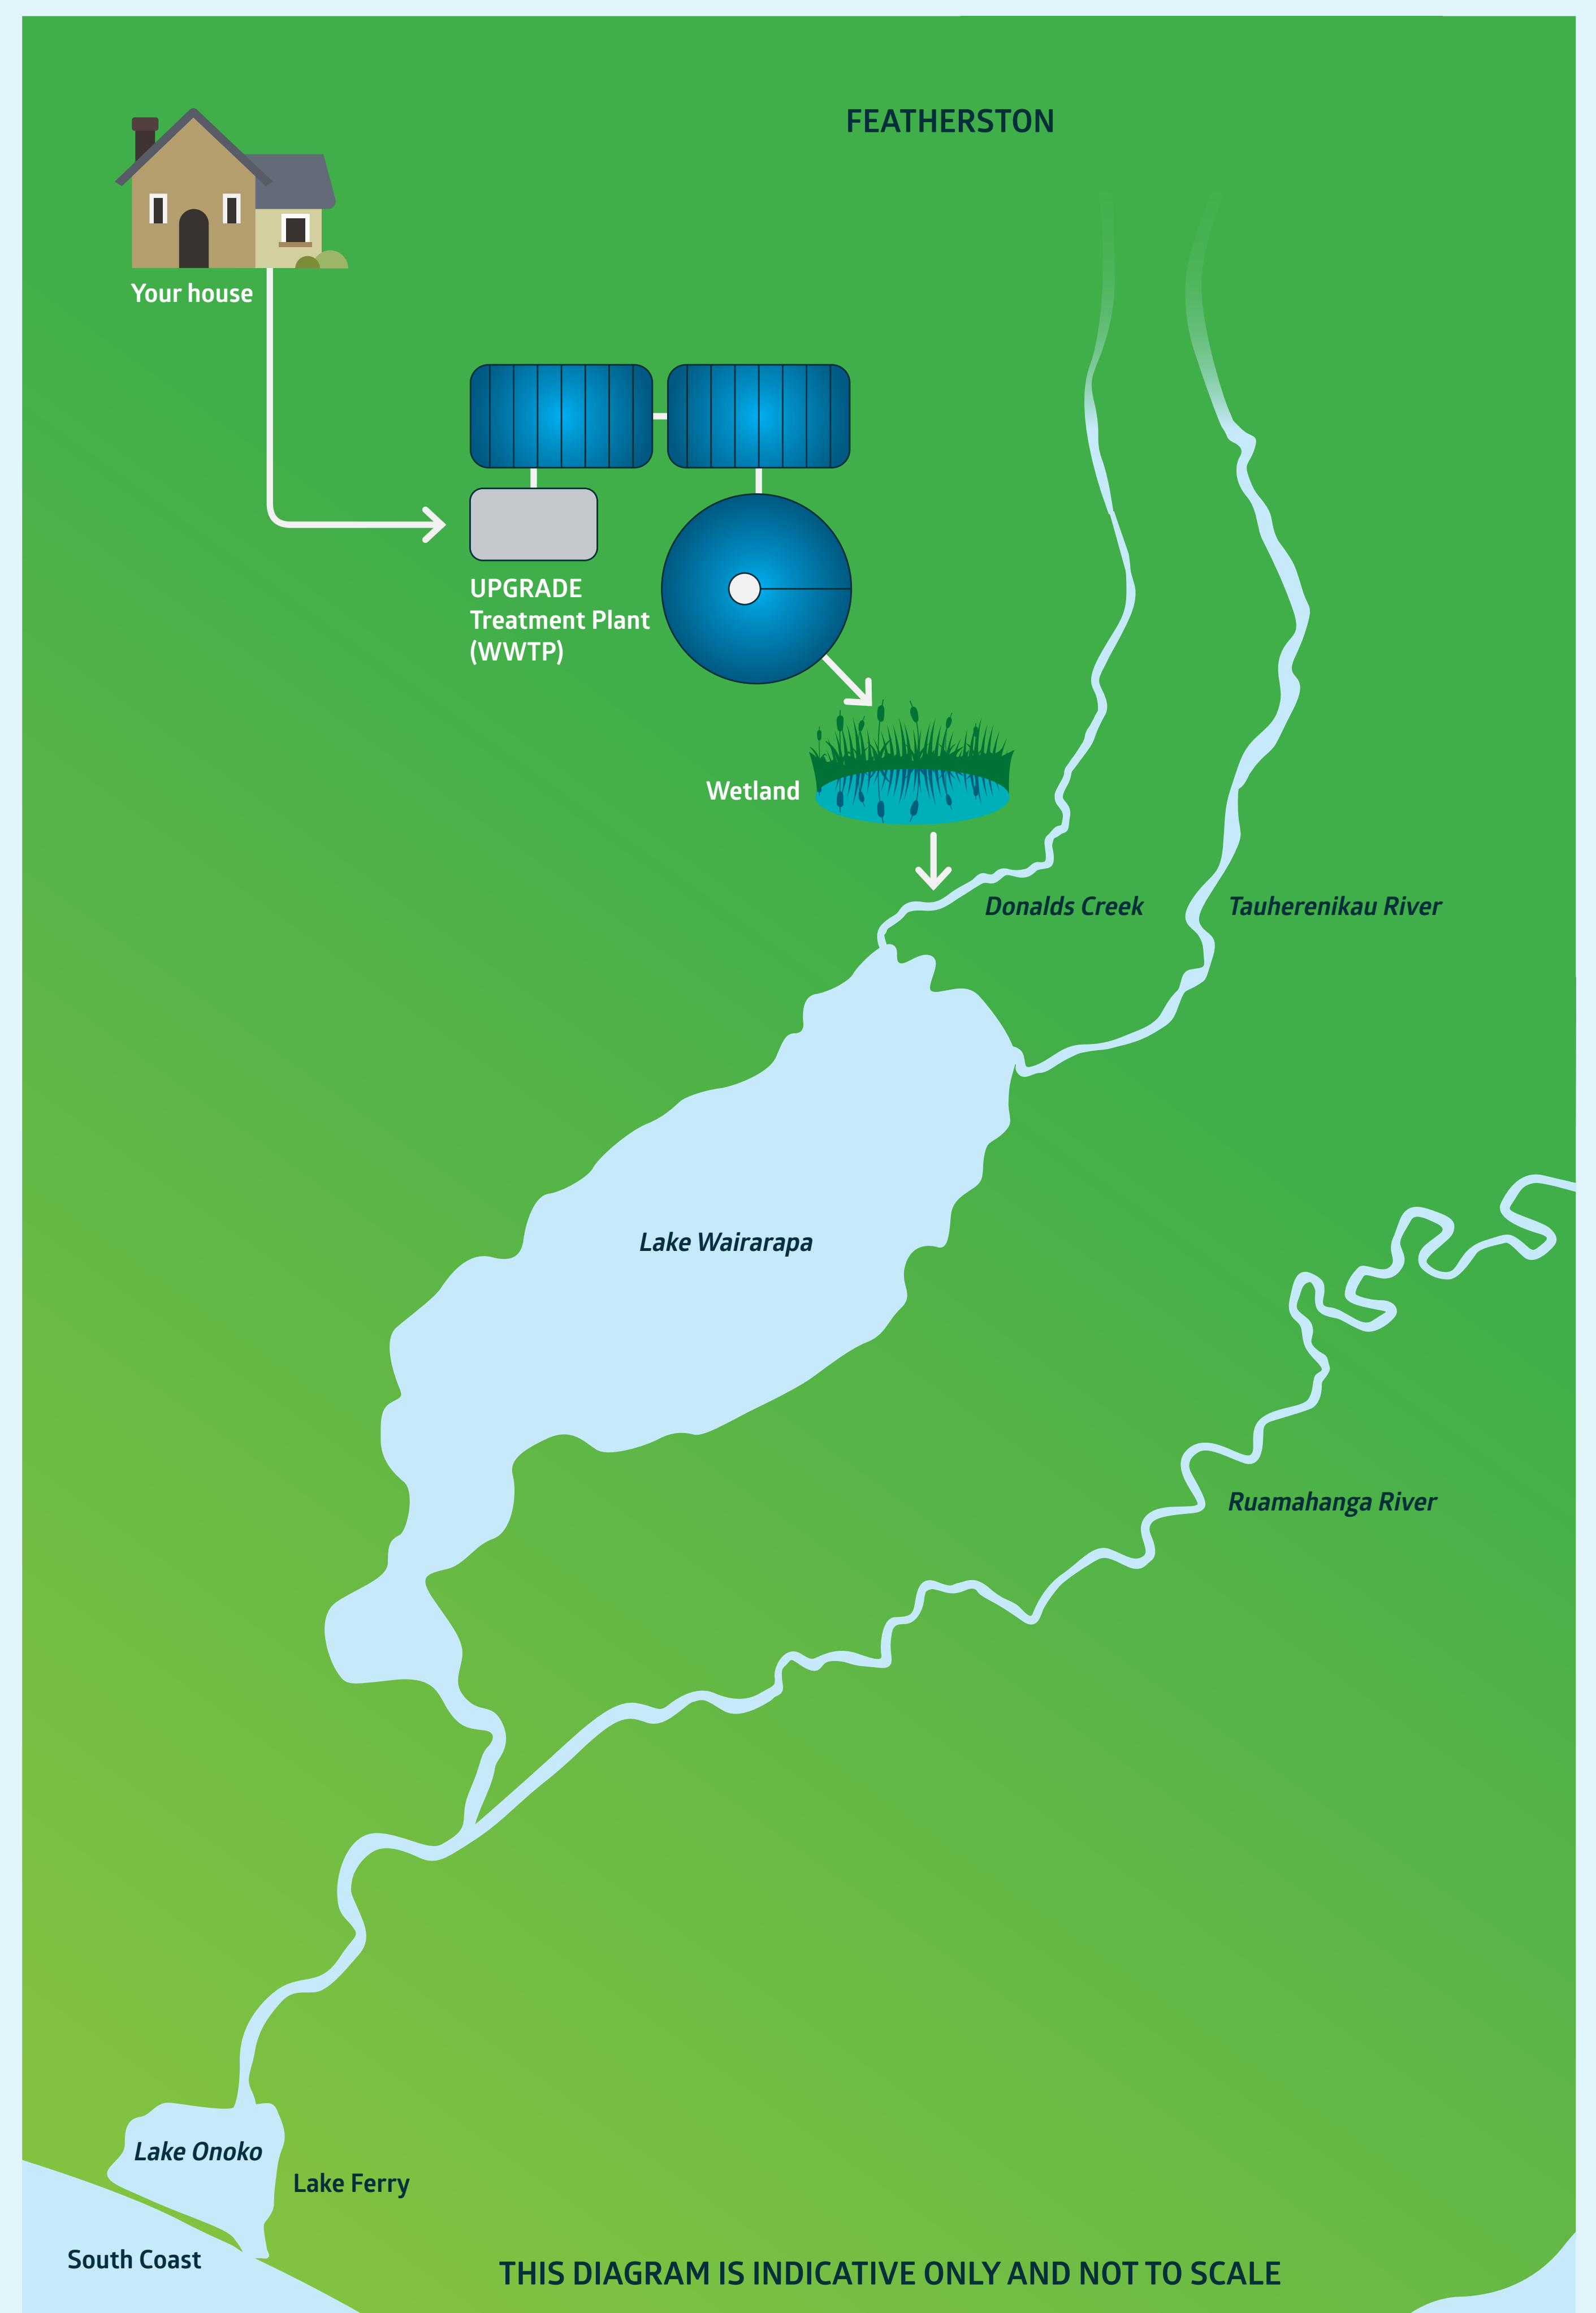 FEATHERSTON
Your house
UPGRADE
Treatment Plant
(WWTP)
Wetland
Donalds Creek
Tauherenikau River
Lake Wairarapa
Ruamahanga River
Lake Onoko
Lake Ferry
South Coast
THIS DIAGRAM IS INDICATIVE ONLY AND NOT TO SCALE